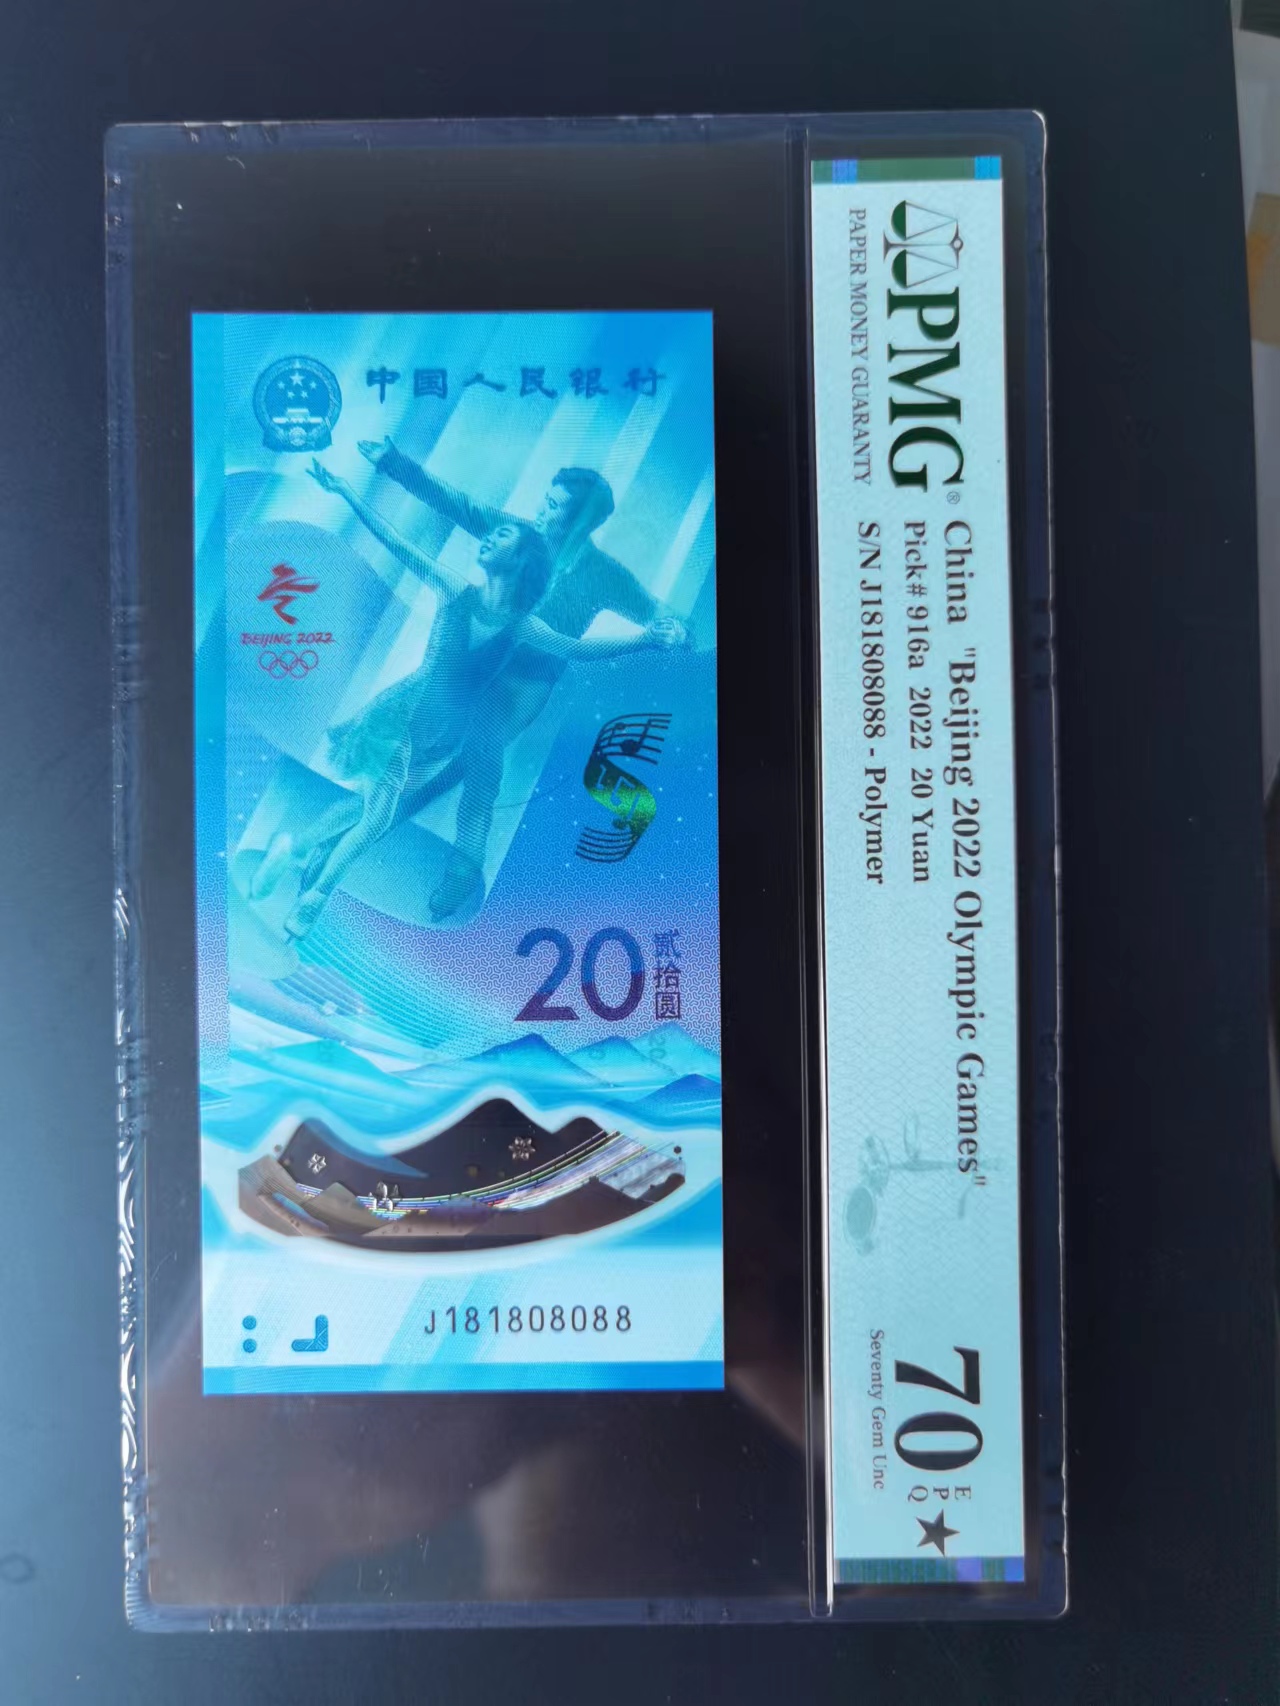 中国人民银行
BEIJING 2022
20
贰拾圆
J181808088
PMG®
PAPER MONEY GUARANTY
China "Beijing 2022 Olympic Games"
Pick# 916a 2022 20 Yuan
S/N J181808088 - Polymer
70 EPQ★
Seventy Gem Unc